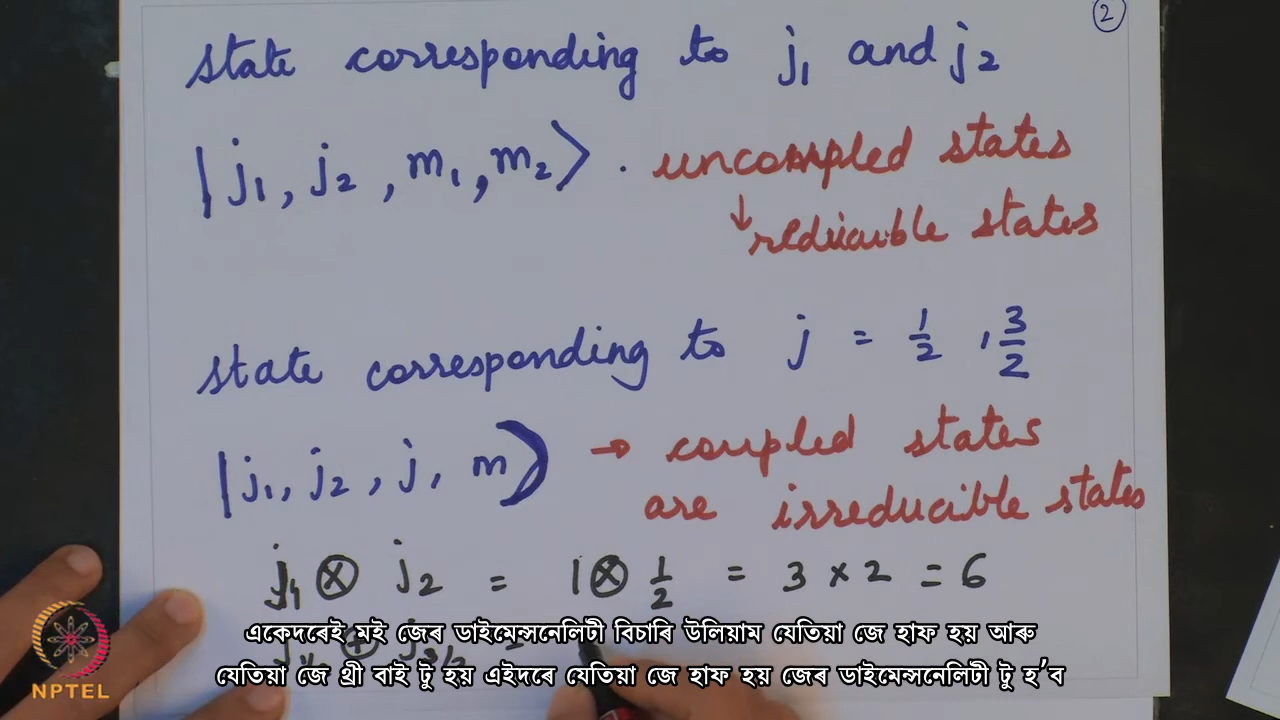 2
state corresponding to j₁ and j₂
|j₁, j₂, m₁, m₂⟩ . uncoupled states
↓ reducible states
state corresponding to j = 1/2 , 3/2
|j₁, j₂, j, m) → coupled states
are irreducible states
j₁ ⊗ j₂ = 1 ⊗ 1/2 = 3 × 2 = 6
একেদৰেই মই জেৰ ডাইমেন্সনেলিটী বিচাৰি উলিয়াম যেতিয়া জে হাফ হয় আৰু
যেতিয়া জে থ্ৰী বাই টু হয় এইদৰে যেতিয়া জে হাফ হয় জেৰ ডাইমেন্সনেলিটী টু হ'ব
NPTEL